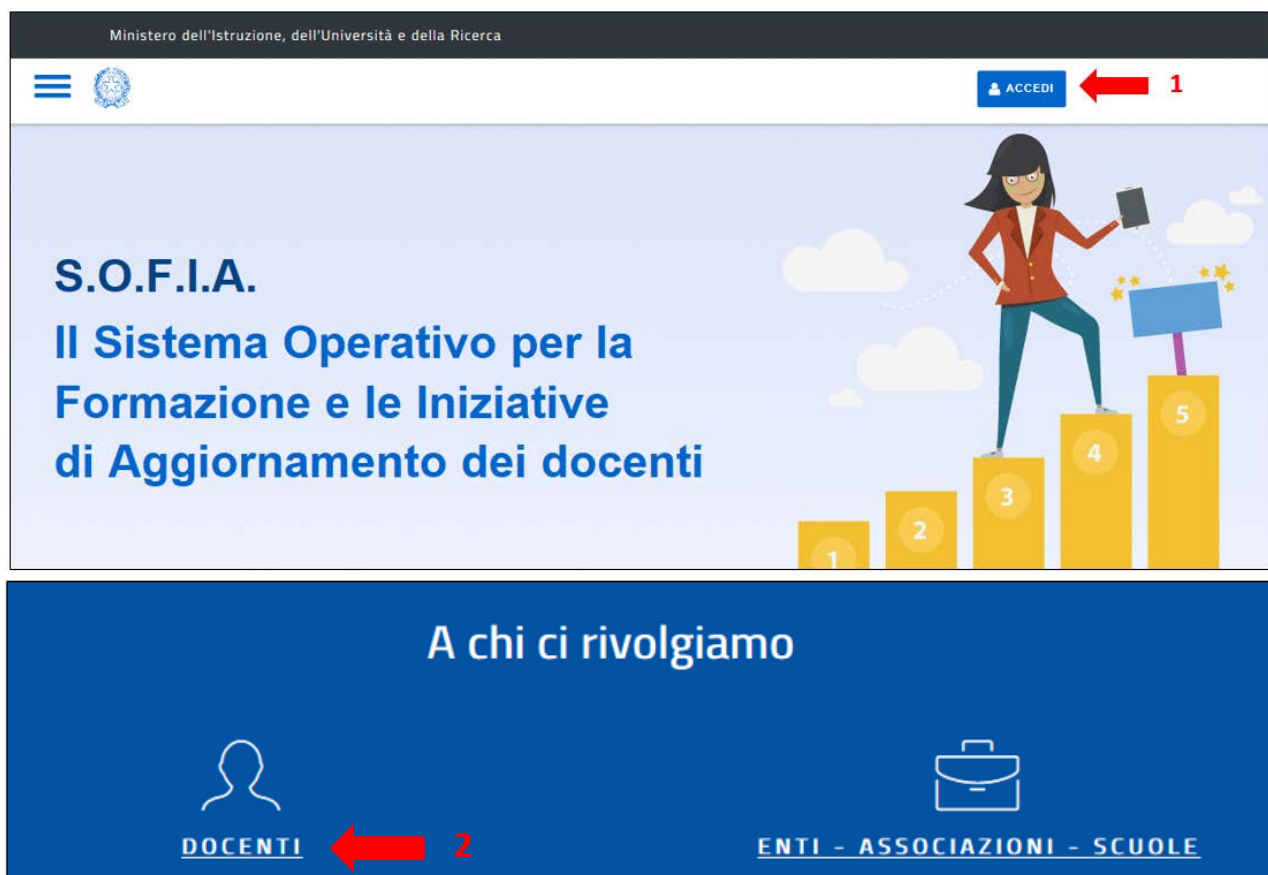 Ministero dell'Istruzione, dell'Università e della Ricerca
ACCEDI
1
S.O.F.I.A.
Il Sistema Operativo per la
Formazione e le Iniziative
di Aggiornamento dei docenti
5
4
3
2
1
A chi ci rivolgiamo
DOCENTI
2
ENTI - ASSOCIAZIONI - SCUOLE